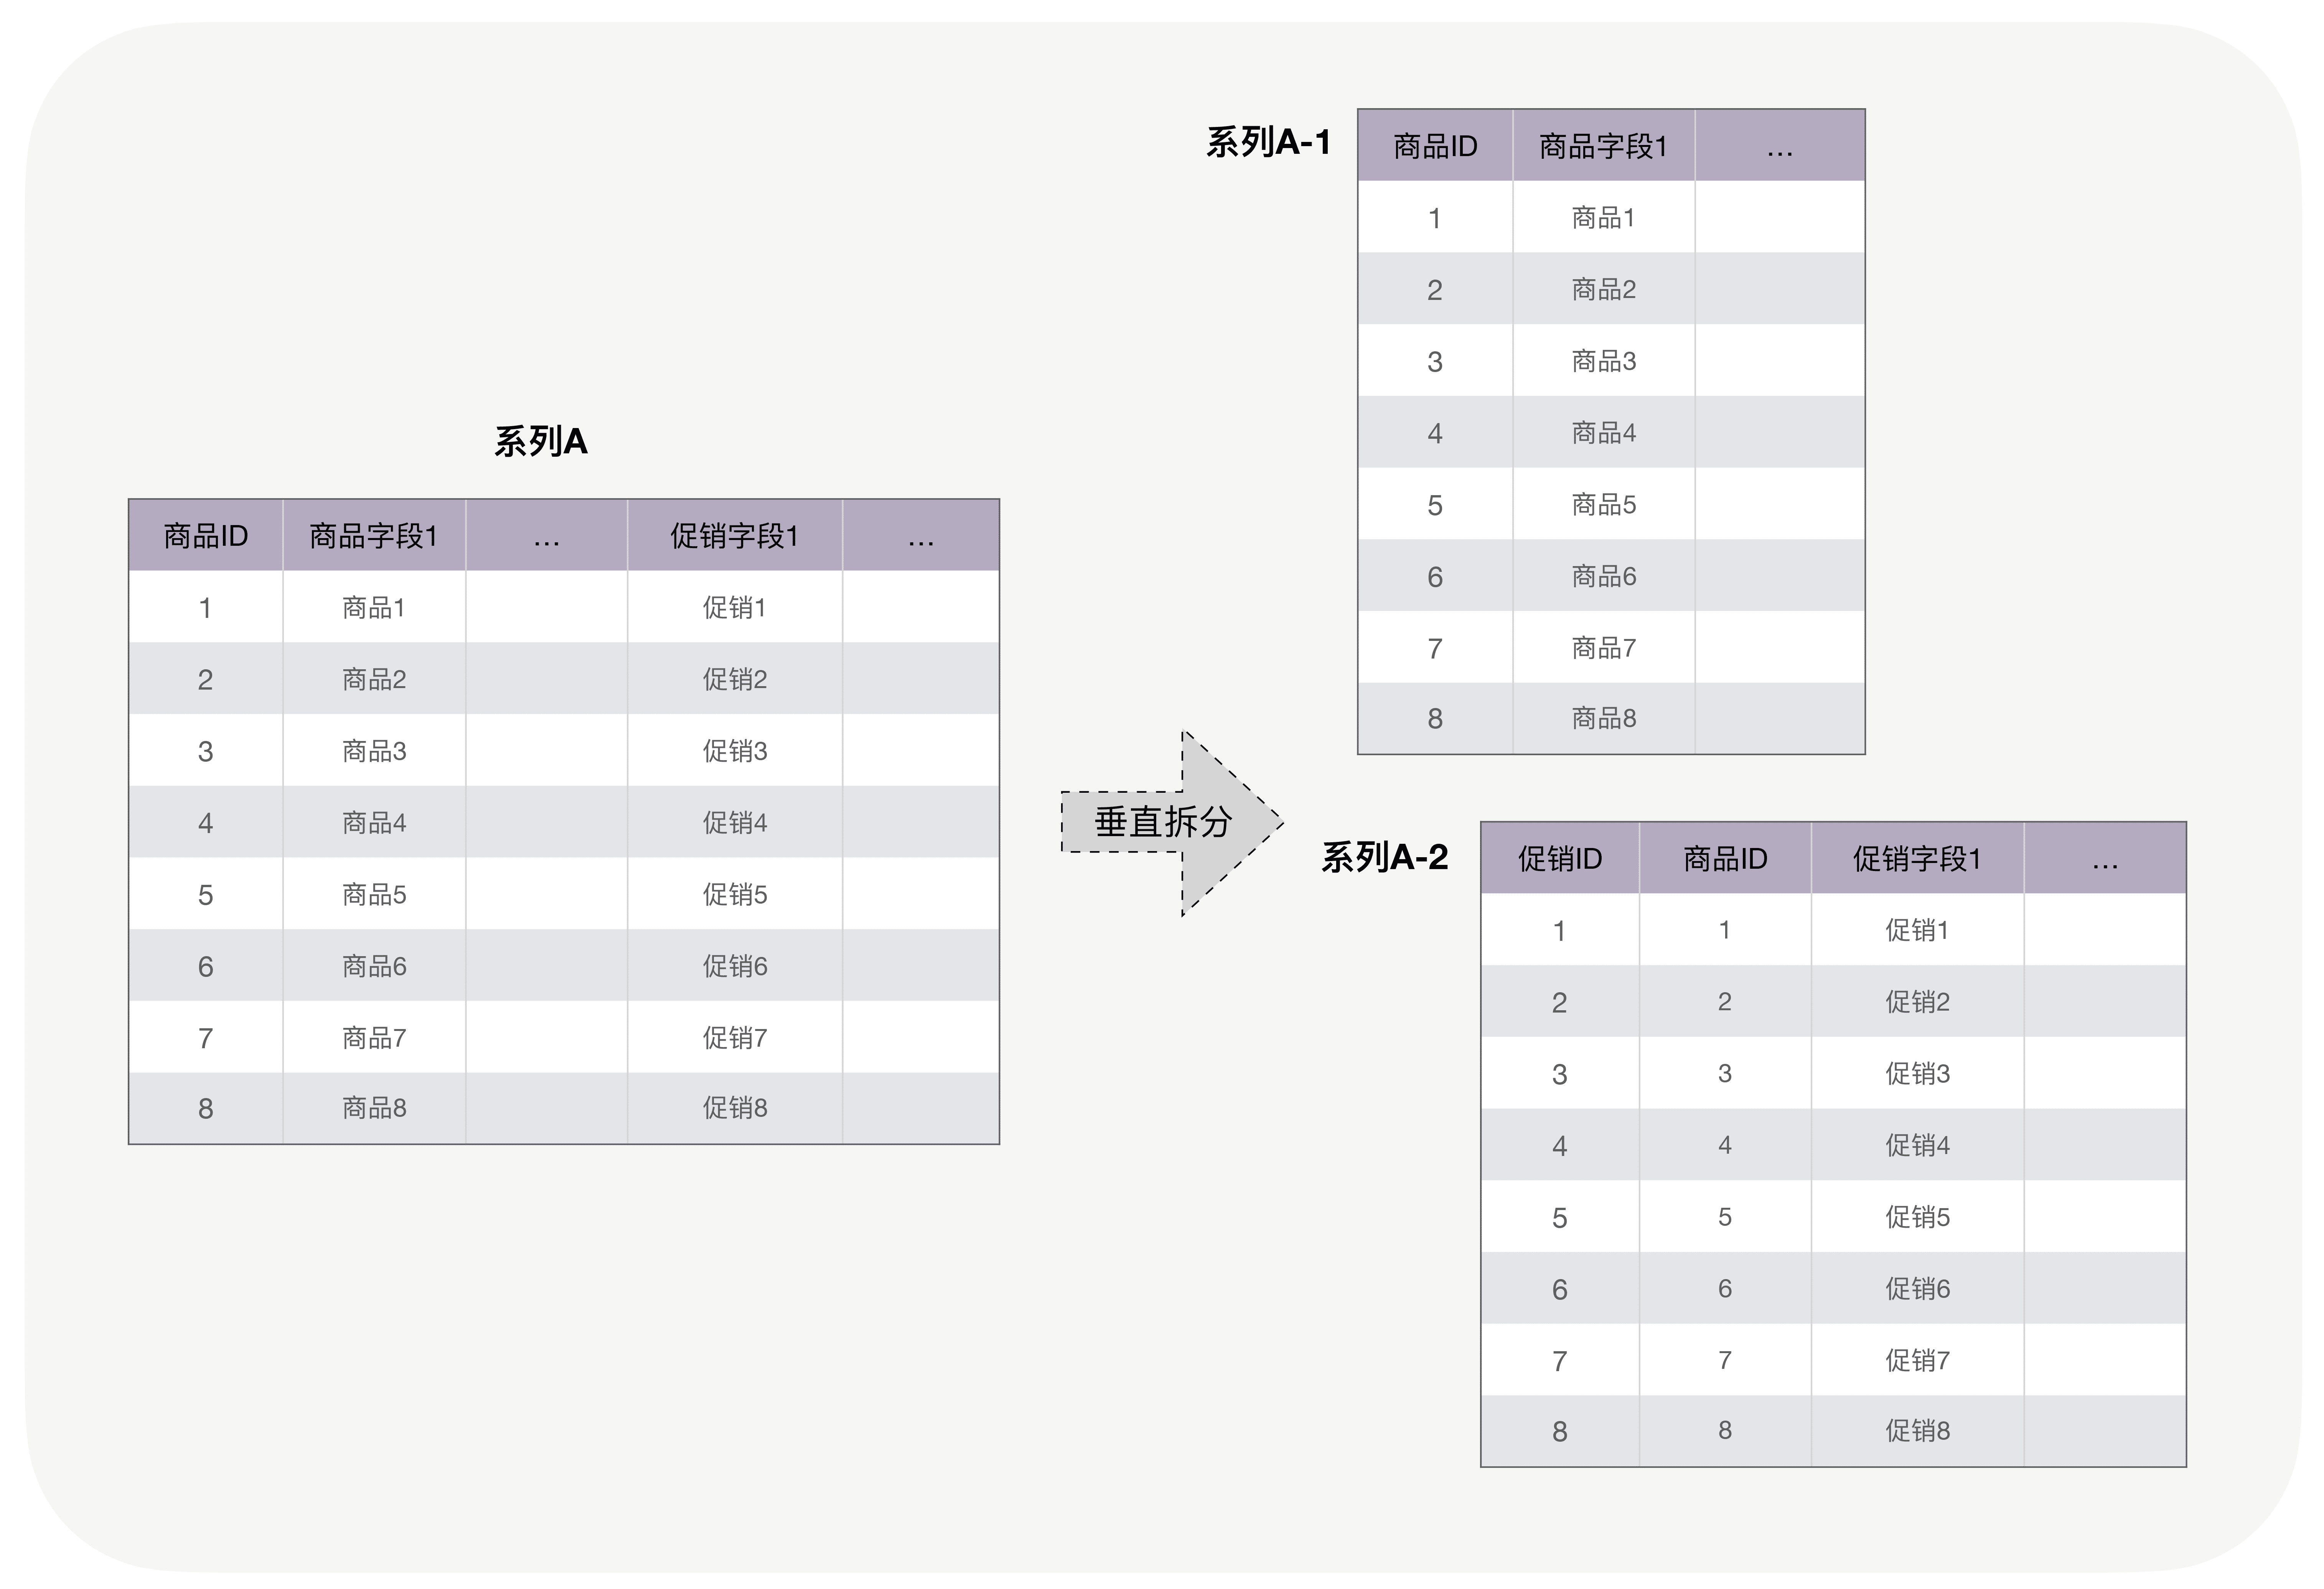 系列A
商品ID 商品字段1 … 促销字段1 …
1 商品1 促销1
2 商品2 促销2
3 商品3 促销3
4 商品4 促销4
5 商品5 促销5
6 商品6 促销6
7 商品7 促销7
8 商品8 促销8
垂直拆分
系列A-1
商品ID 商品字段1 …
1 商品1
2 商品2
3 商品3
4 商品4
5 商品5
6 商品6
7 商品7
8 商品8
系列A-2
促销ID 商品ID 促销字段1 …
1 1 促销1
2 2 促销2
3 3 促销3
4 4 促销4
5 5 促销5
6 6 促销6
7 7 促销7
8 8 促销8